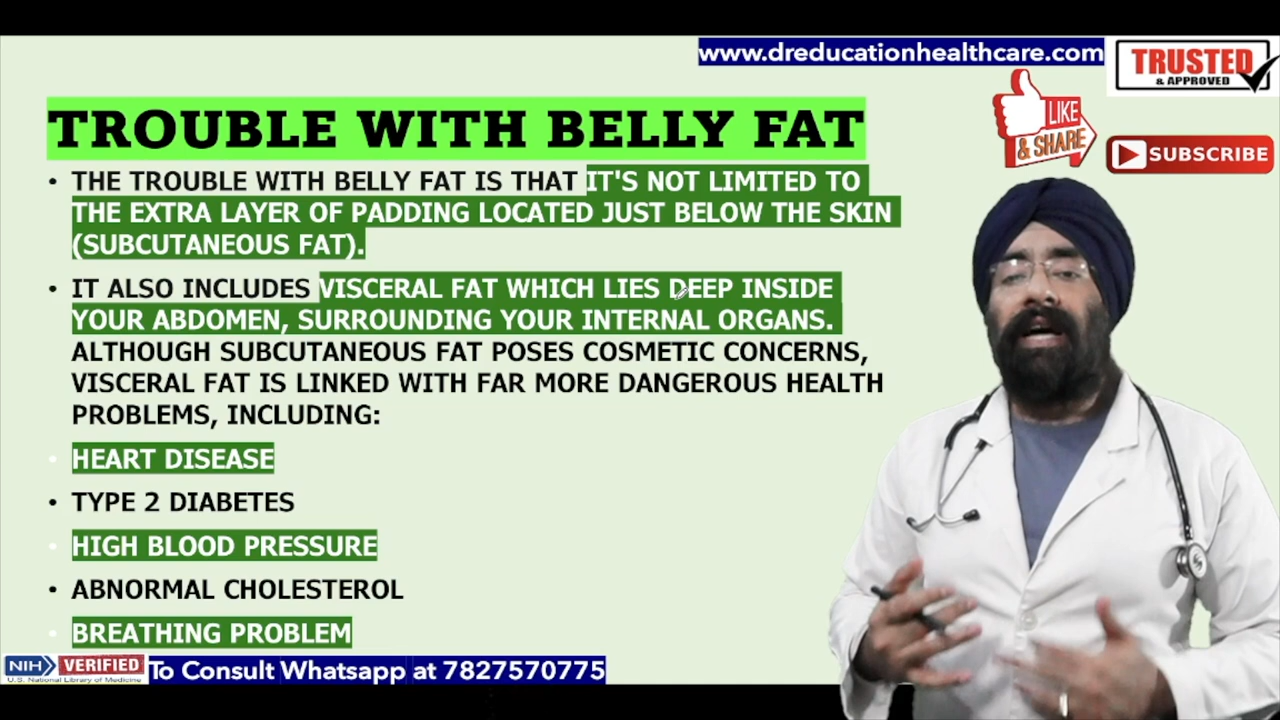 www.dreducationhealthcare.com
TRUSTED
& APPROVED
LIKE
& SHARE
SUBSCRIBE
TROUBLE WITH BELLY FAT
• THE TROUBLE WITH BELLY FAT IS THAT IT'S NOT LIMITED TO
THE EXTRA LAYER OF PADDING LOCATED JUST BELOW THE SKIN
(SUBCUTANEOUS FAT).
• IT ALSO INCLUDES VISCERAL FAT WHICH LIES DEEP INSIDE
YOUR ABDOMEN, SURROUNDING YOUR INTERNAL ORGANS.
ALTHOUGH SUBCUTANEOUS FAT POSES COSMETIC CONCERNS,
VISCERAL FAT IS LINKED WITH FAR MORE DANGEROUS HEALTH
PROBLEMS, INCLUDING:
• HEART DISEASE
• TYPE 2 DIABETES
• HIGH BLOOD PRESSURE
• ABNORMAL CHOLESTEROL
• BREATHING PROBLEM
NIH VERIFIED
U.S. National Library of Medicine
To Consult Whatsapp at 7827570775